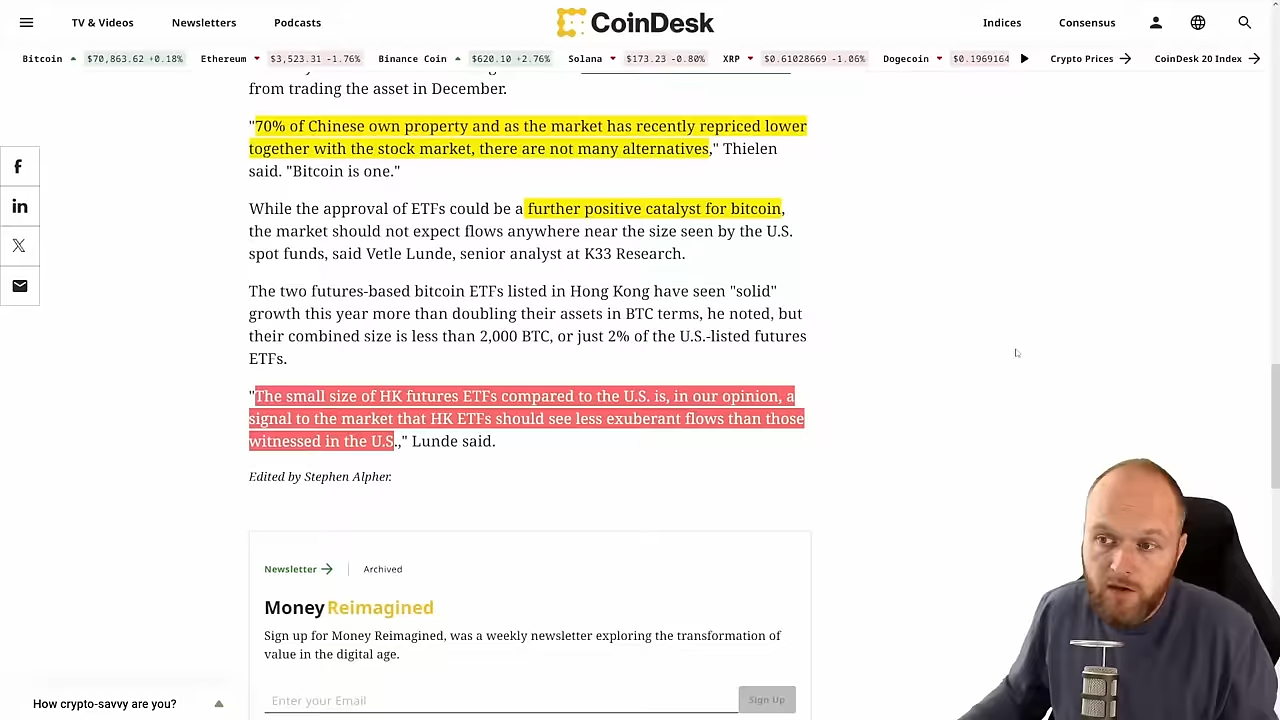 TV & Videos Newsletters Podcasts CoinDesk Indices Consensus
Bitcoin $70,863.62 +0.18% Ethereum $3,523.31 -1.76% Binance Coin $620.10 +2.76% Solana $173.23 -0.80% XRP $0.61028669 -1.06% Dogecoin $0.1969164 Crypto Prices CoinDesk 20 Index
from trading the asset in December.
"70% of Chinese own property and as the market has recently repriced lower
together with the stock market, there are not many alternatives," Thielen
said. "Bitcoin is one."
While the approval of ETFs could be a further positive catalyst for bitcoin,
the market should not expect flows anywhere near the size seen by the U.S.
spot funds, said Vetle Lunde, senior analyst at K33 Research.
The two futures-based bitcoin ETFs listed in Hong Kong have seen "solid"
growth this year more than doubling their assets in BTC terms, he noted, but
their combined size is less than 2,000 BTC, or just 2% of the U.S.-listed futures
ETFs.
"The small size of HK futures ETFs compared to the U.S. is, in our opinion, a
signal to the market that HK ETFs should see less exuberant flows than those
witnessed in the U.S.," Lunde said.
Edited by Stephen Alpher.
Newsletter Archived
Money Reimagined
Sign up for Money Reimagined, was a weekly newsletter exploring the transformation of
value in the digital age.
Enter your Email Sign Up
How crypto-savvy are you?